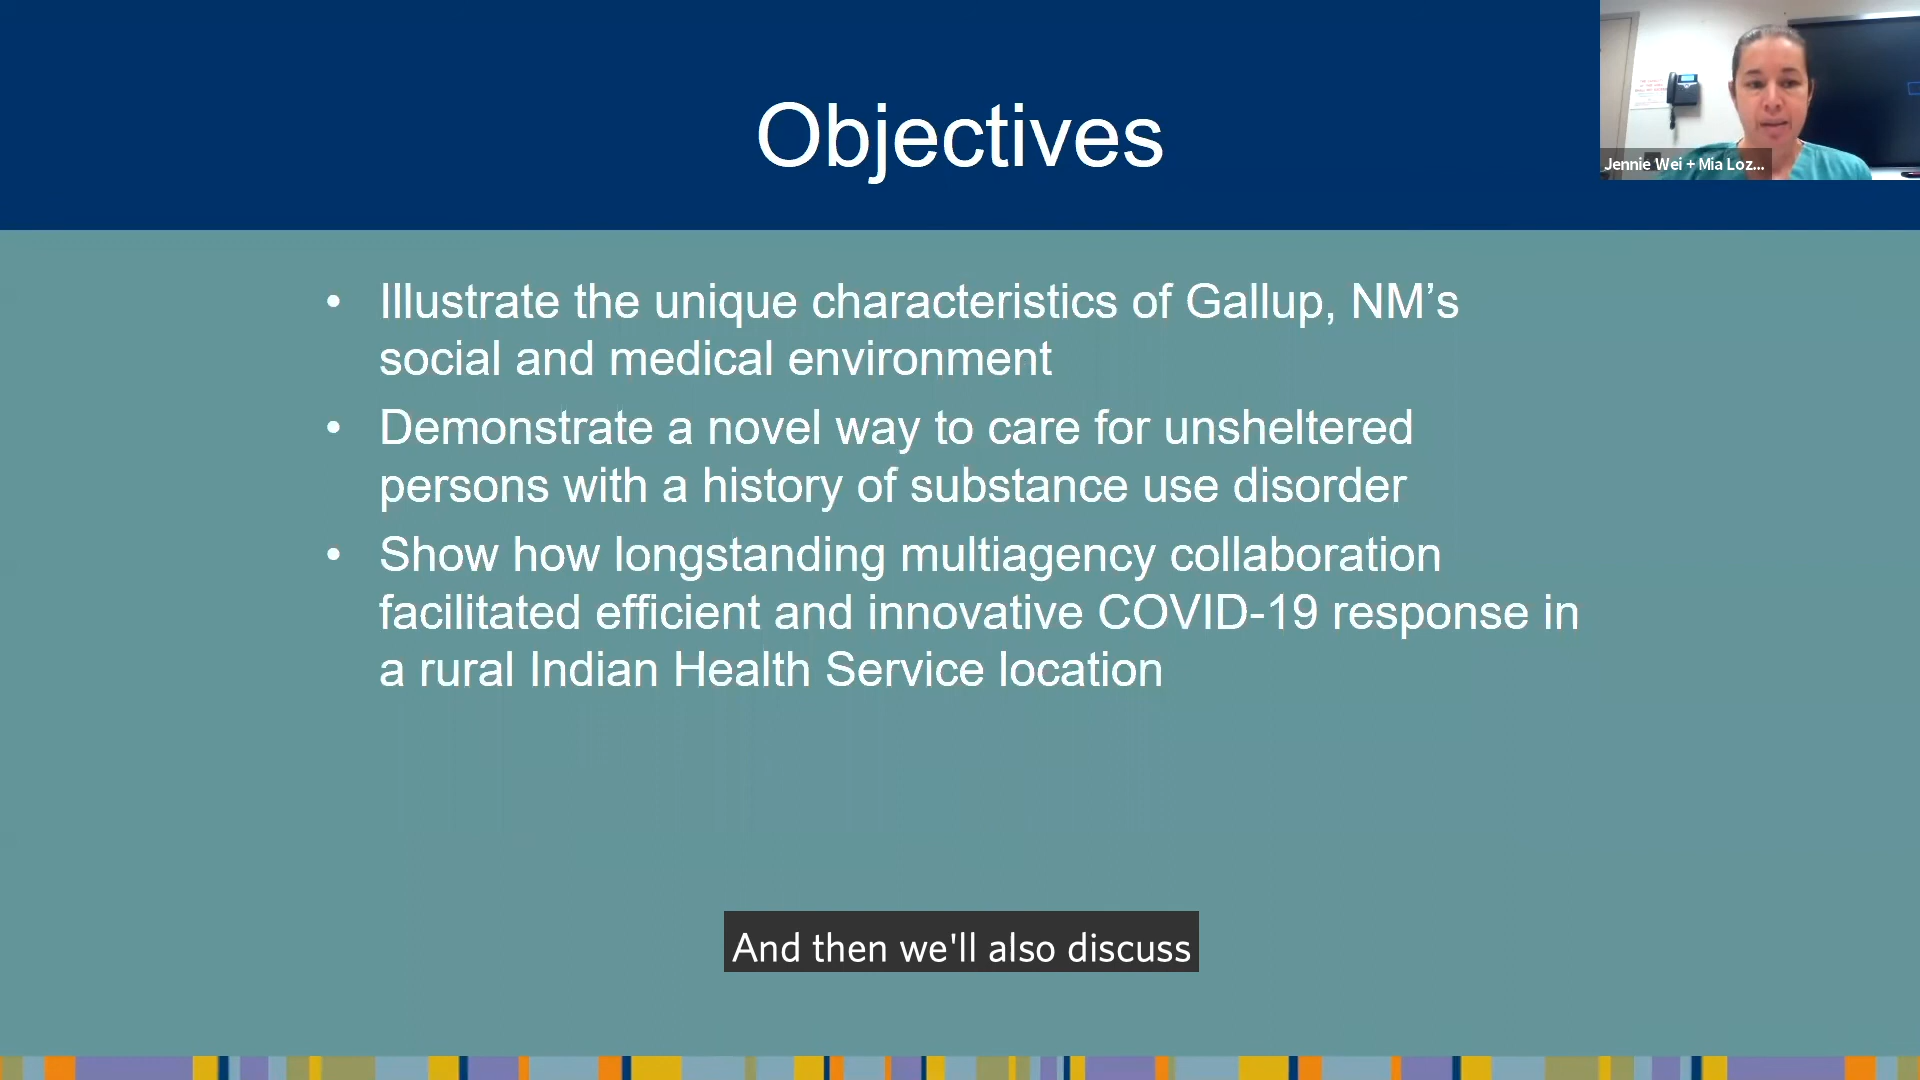 Objectives
Jennie Wei + Mia Loz...
• Illustrate the unique characteristics of Gallup, NM’s
social and medical environment
• Demonstrate a novel way to care for unsheltered
persons with a history of substance use disorder
• Show how longstanding multiagency collaboration
facilitated efficient and innovative COVID-19 response in
a rural Indian Health Service location
And then we'll also discuss